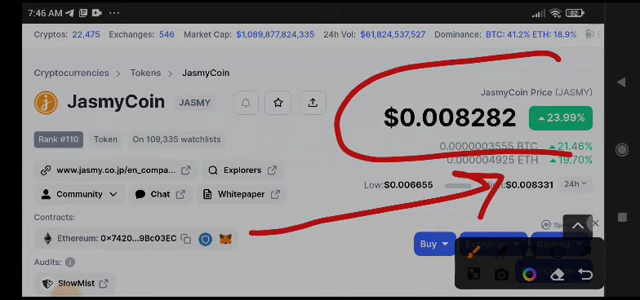 7:46 AM
82
Cryptos: 22,475 Exchanges: 546 Market Cap: $1,089,877,824,335 24h Vol: $61,824,537,527 Dominance: BTC: 41.2% ETH: 18.9%
Cryptocurrencies > Tokens > JasmyCoin
JasmyCoin JASMY
JasmyCoin Price (JASMY)
$0.008282 23.99%
Rank #110 Token On 109,335 watchlists
0.0000003555 BTC 21.46%
0.000004925 ETH 19.70%
www.jasmy.co.jp/en_compa... Explorers
Low:$0.006655 $0.008331 24h
Community Chat Whitepaper
Contracts:
Ethereum: 0x7420...9Bc03EC
Buy Exchange Gaming
Audits:
SlowMist